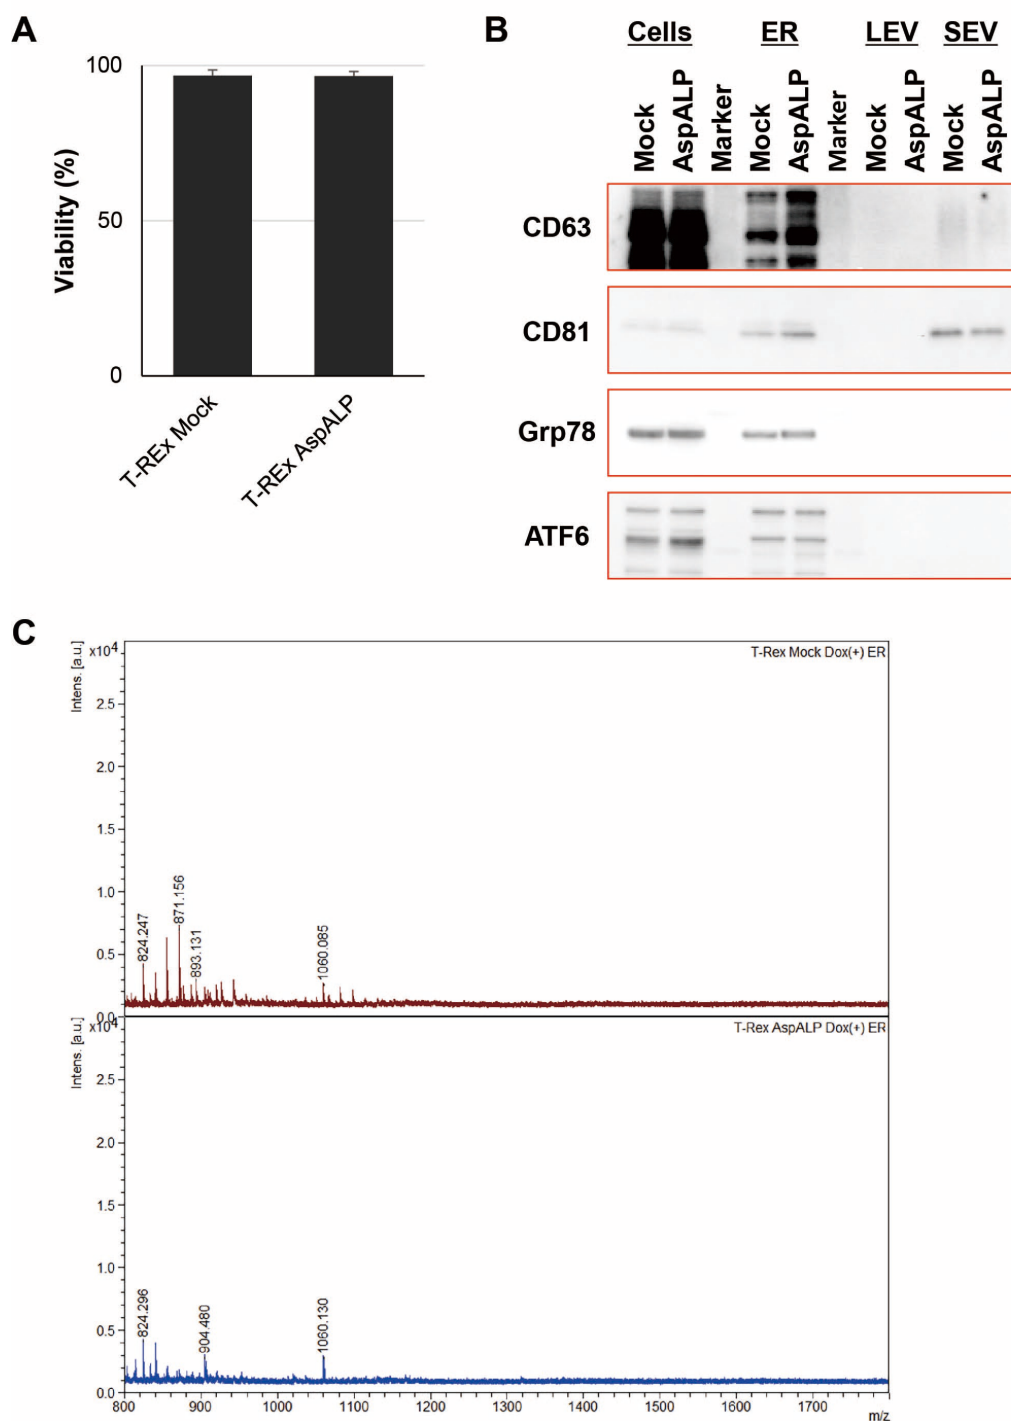 A
100
50
0
Viability (%)
T-REx Mock
T-REx AspALP
B
Cells ER LEV SEV
Mock AspALP Marker Mock AspALP Marker Mock AspALP Mock AspALP
CD63
CD81
Grp78
ATF6
C
Intens. [a.u.]
x10⁴
T-Rex Mock Dox(+) ER
2.5
2.0
1.5
1.0
0.5
0.0
824.247
871.156
893.131
1060.085
Intens. [a.u.]
x10⁴
T-Rex AspALP Dox(+) ER
2.5
2.0
1.5
1.0
0.5
0.0
824.296
904.480
1060.130
800 900 1000 1100 1200 1300 1400 1500 1600 1700
m/z